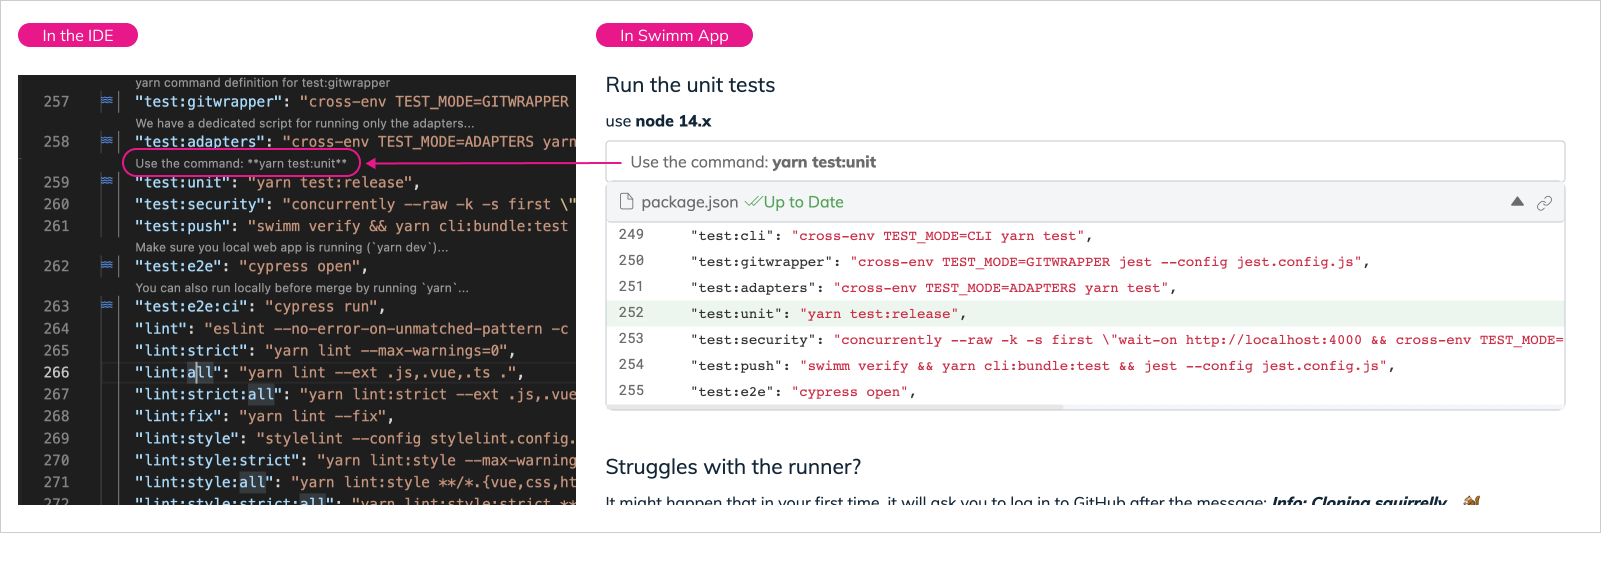 In the IDE
yarn command definition for test:gitwrapper
257 "test:gitwrapper": "cross-env TEST_MODE=GITWRAPPER
We have a dedicated script for running only the adapters...
258 "test:adapters": "cross-env TEST_MODE=ADAPTERS yarn
Use the command: **yarn test:unit**
259 "test:unit": "yarn test:release",
260 "test:security": "concurrently --raw -k -s first \"
261 "test:push": "swimm verify && yarn cli:bundle:test
Make sure you local web app is running (`yarn dev`)...
262 "test:e2e": "cypress open",
You can also run locally before merge by running `yarn`...
263 "test:e2e:ci": "cypress run",
264 "lint": "eslint --no-error-on-unmatched-pattern -c
265 "lint:strict": "yarn lint --max-warnings=0",
266 "lint:all": "yarn lint --ext .js,.vue,.ts .",
267 "lint:strict:all": "yarn lint:strict --ext .js,.vue
268 "lint:fix": "yarn lint --fix",
269 "lint:style": "stylelint --config stylelint.config.
270 "lint:style:strict": "yarn lint:style --max-warning
271 "lint:style:all": "yarn lint:style **/*.{vue,css,ht
272 "lint:style:strict:all": "yarn lint:style:strict **
In Swimm App
Run the unit tests
use node 14.x
Use the command: yarn test:unit
package.json Up to Date
249 "test:cli": "cross-env TEST_MODE=CLI yarn test",
250 "test:gitwrapper": "cross-env TEST_MODE=GITWRAPPER jest --config jest.config.js",
251 "test:adapters": "cross-env TEST_MODE=ADAPTERS yarn test",
252 "test:unit": "yarn test:release",
253 "test:security": "concurrently --raw -k -s first \"wait-on http://localhost:4000 && cross-env TEST_MODE=
254 "test:push": "swimm verify && yarn cli:bundle:test && jest --config jest.config.js",
255 "test:e2e": "cypress open",
Struggles with the runner?
It might happen that in your first time, it will ask you to log in to GitHub after the message: Info: Cloning squirrelly